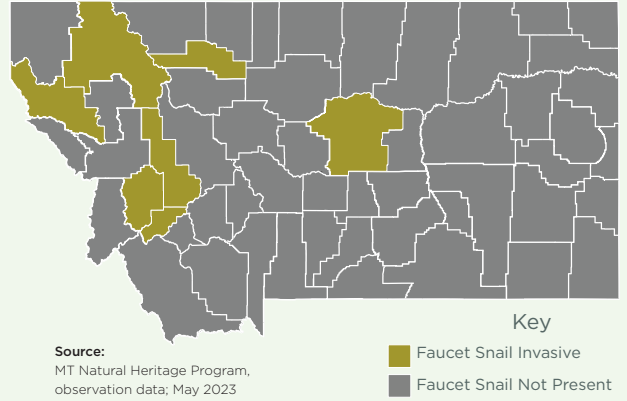 Key
Faucet Snail Invasive
Faucet Snail Not Present
Source:
MT Natural Heritage Program,
observation data; May 2023